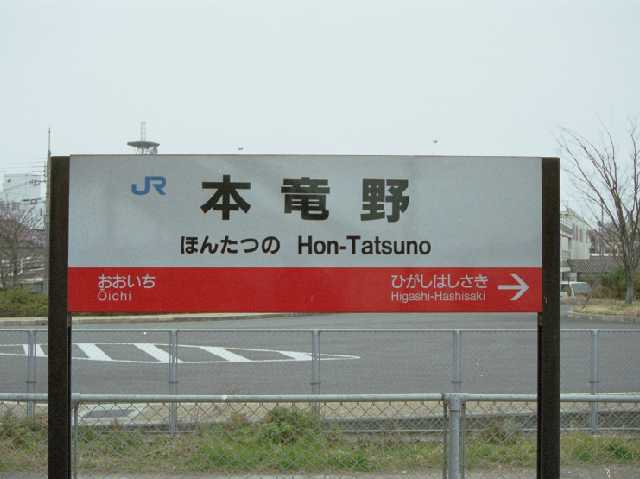 JR 本竜野
ほんたつの Hon-Tatsuno
おおいち ひがしはしさき
Ōichi Higashi-Hashisaki →